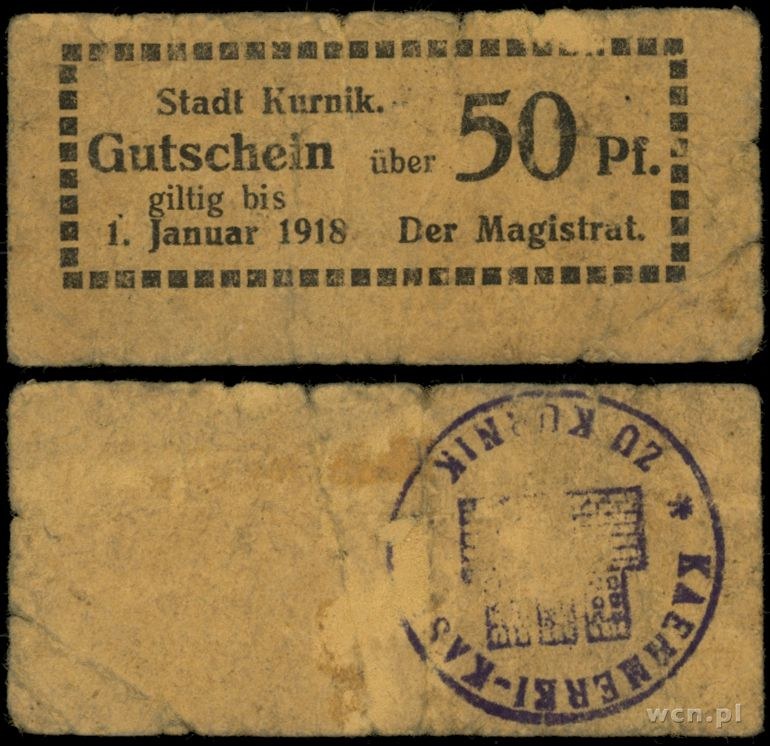 Stadt Kurnik.
Gutschein über 50 Pf.
giltig bis
1. Januar 1918 Der Magistrat.
ZU KURNIK
* KAEMMEREI-KAS
wcn.pl